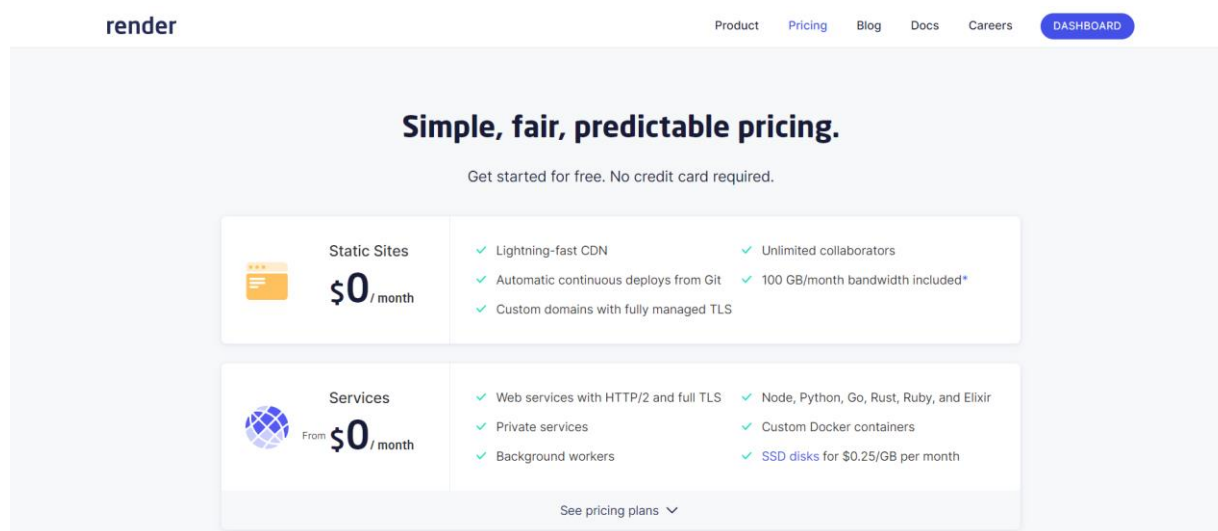 render
Product Pricing Blog Docs Careers DASHBOARD
Simple, fair, predictable pricing.
Get started for free. No credit card required.
Static Sites
$0 / month
Lightning-fast CDN
Automatic continuous deploys from Git
Custom domains with fully managed TLS
Unlimited collaborators
100 GB/month bandwidth included*
Services
From $0 / month
Web services with HTTP/2 and full TLS
Private services
Background workers
Node, Python, Go, Rust, Ruby, and Elixir
Custom Docker containers
SSD disks for $0.25/GB per month
See pricing plans